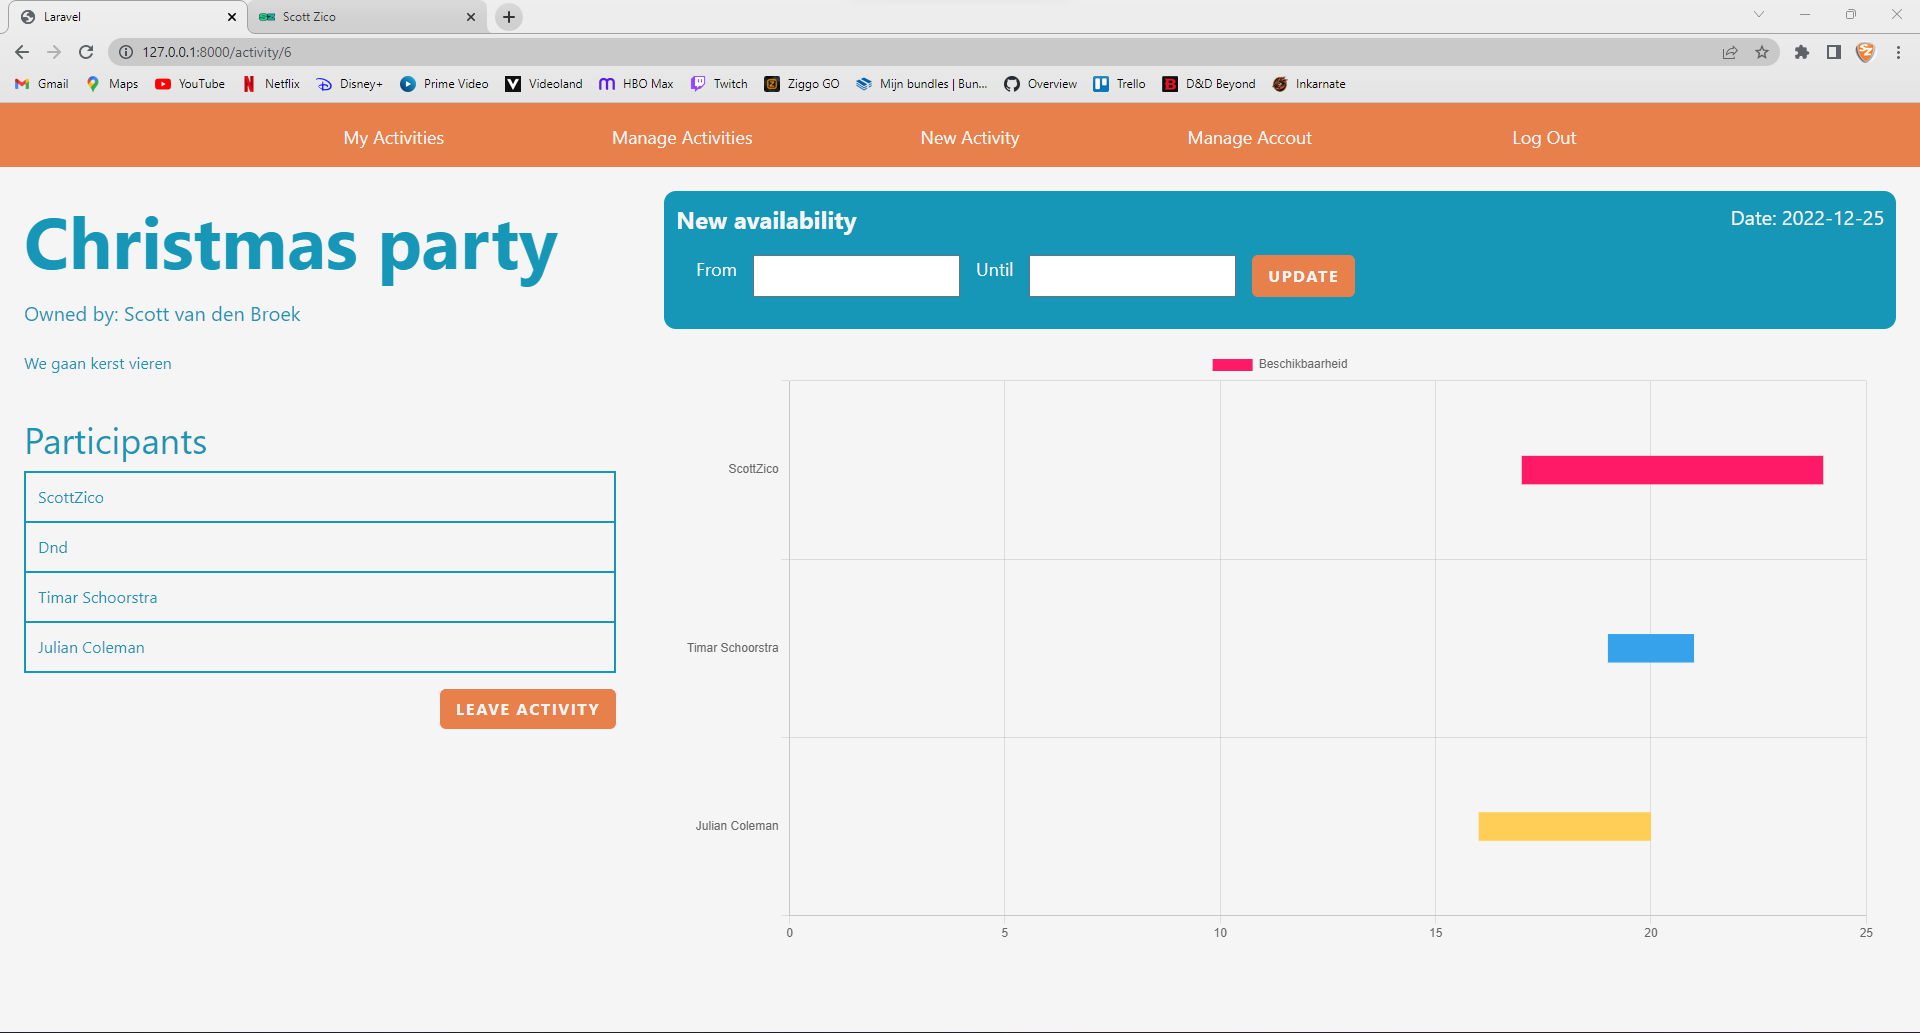 Laravel
Scott Zico
127.0.0.1:8000/activity/6
Gmail Maps YouTube Netflix Disney+ Prime Video Videoland HBO Max Twitch Ziggo GO Mijn bundles | Bun... Overview Trello D&D Beyond Inkarnate
My Activities Manage Activities New Activity Manage Accout Log Out
Christmas party
Owned by: Scott van den Broek
We gaan kerst vieren
Participants
ScottZico
Dnd
Timar Schoorstra
Julian Coleman
LEAVE ACTIVITY
New availability
Date: 2022-12-25
From Until UPDATE
Beschikbaarheid
ScottZico
Timar Schoorstra
Julian Coleman
0 5 10 15 20 25